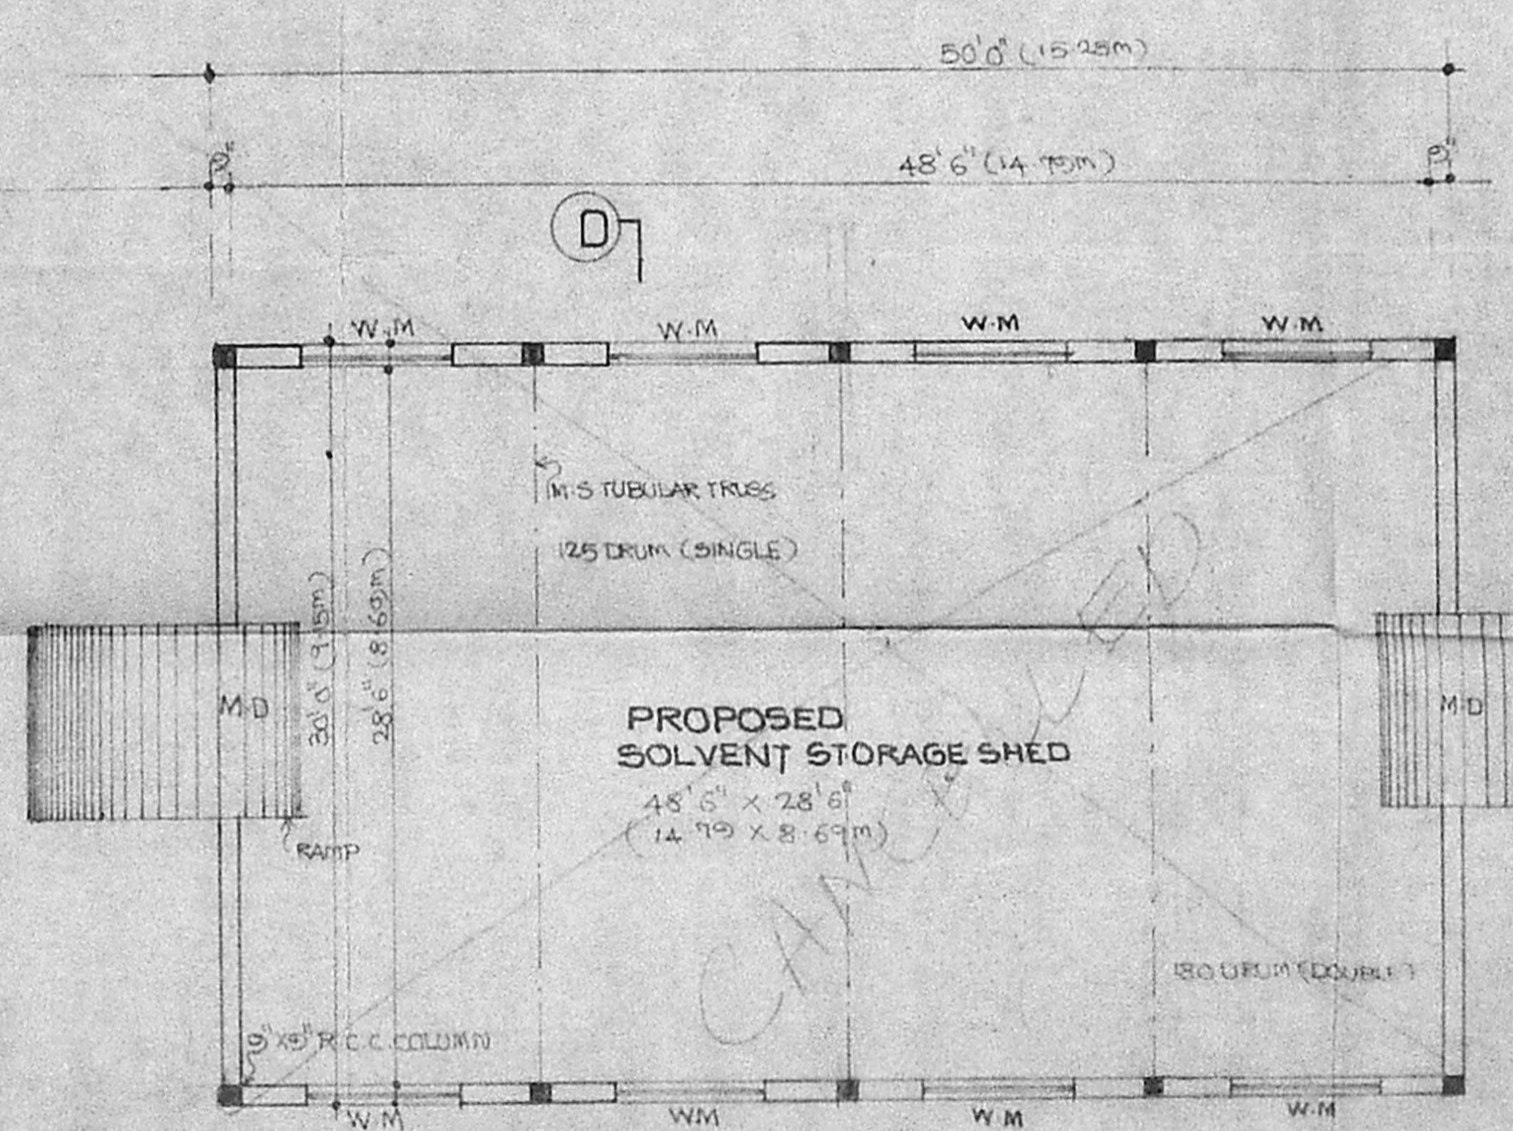 50'0" (15.25m)
9"
48'6" (14.79m)
9"
D
W.M
W.M
W.M
W.M
M.S TUBULAR TRUSS
125 DRUM (SINGLE)
30'0" (9.15m)
28'6" (8.69m)
M.D
M.D
PROPOSED
SOLVENT STORAGE SHED
48'6" X 28'6"
(14.79 X 8.69m)
RAMP
CANCELLED
DRUM (DOUBLE)
9"X9" R.C.C. COLUMN
W.M
W.M
W.M
W.M